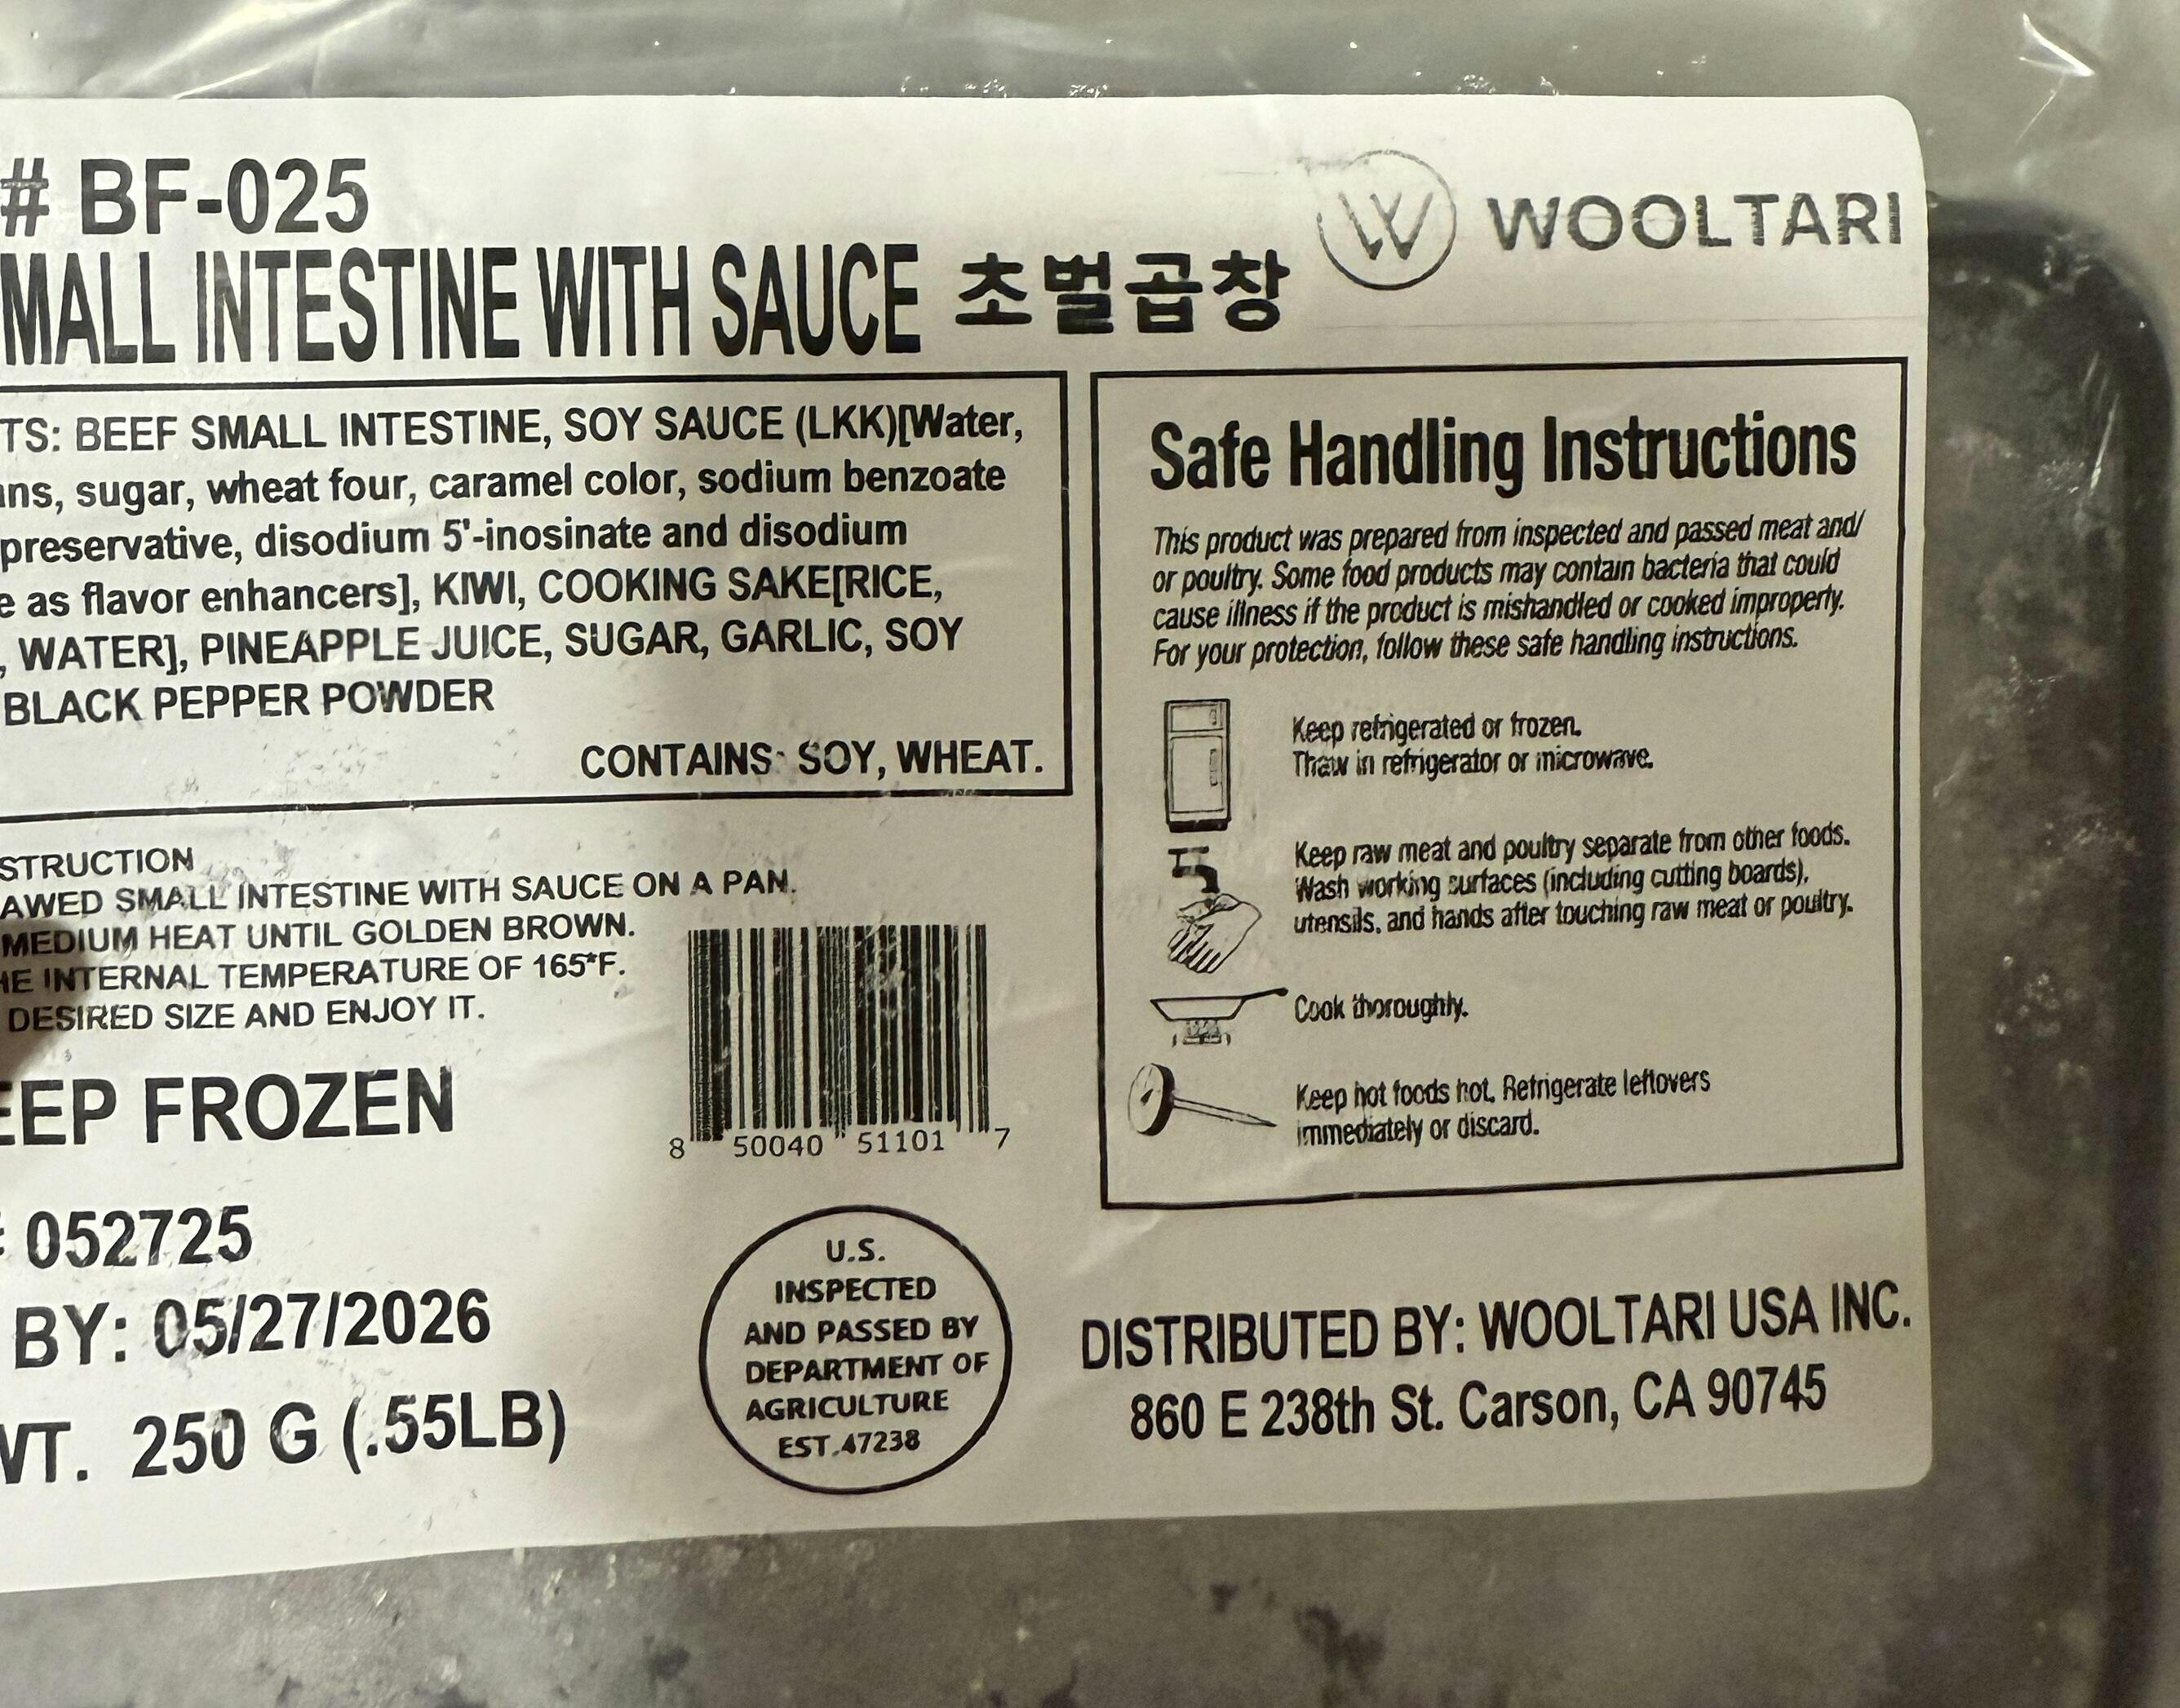 # BF-025
WOOLTARI
MALL INTESTINE WITH SAUCE 초벌곱창
TS: BEEF SMALL INTESTINE, SOY SAUCE (LKK)[Water,
ans, sugar, wheat four, caramel color, sodium benzoate
preservative, disodium 5'-inosinate and disodium
e as flavor enhancers], KIWI, COOKING SAKE[RICE,
, WATER], PINEAPPLE JUICE, SUGAR, GARLIC, SOY
BLACK PEPPER POWDER
CONTAINS: SOY, WHEAT.
STRUCTION
AWED SMALL INTESTINE WITH SAUCE ON A PAN.
MEDIUM HEAT UNTIL GOLDEN BROWN.
HE INTERNAL TEMPERATURE OF 165*F.
DESIRED SIZE AND ENJOY IT.
EEP FROZEN
8 50040 51101 7
# 052725
BY: 05/27/2026
WT. 250 G (.55LB)
U.S.
INSPECTED
AND PASSED BY
DEPARTMENT OF
AGRICULTURE
EST.47238
Safe Handling Instructions
This product was prepared from inspected and passed meat and/
or poultry. Some food products may contain bacteria that could
cause illness if the product is mishandled or cooked improperly.
For your protection, follow these safe handling instructions.
Keep refrigerated or frozen.
Thaw in refrigerator or microwave.
Keep raw meat and poultry separate from other foods.
Wash working surfaces (including cutting boards),
utensils, and hands after touching raw meat or poultry.
Cook thoroughly.
Keep hot foods hot. Refrigerate leftovers
immediately or discard.
DISTRIBUTED BY: WOOLTARI USA INC.
860 E 238th St. Carson, CA 90745